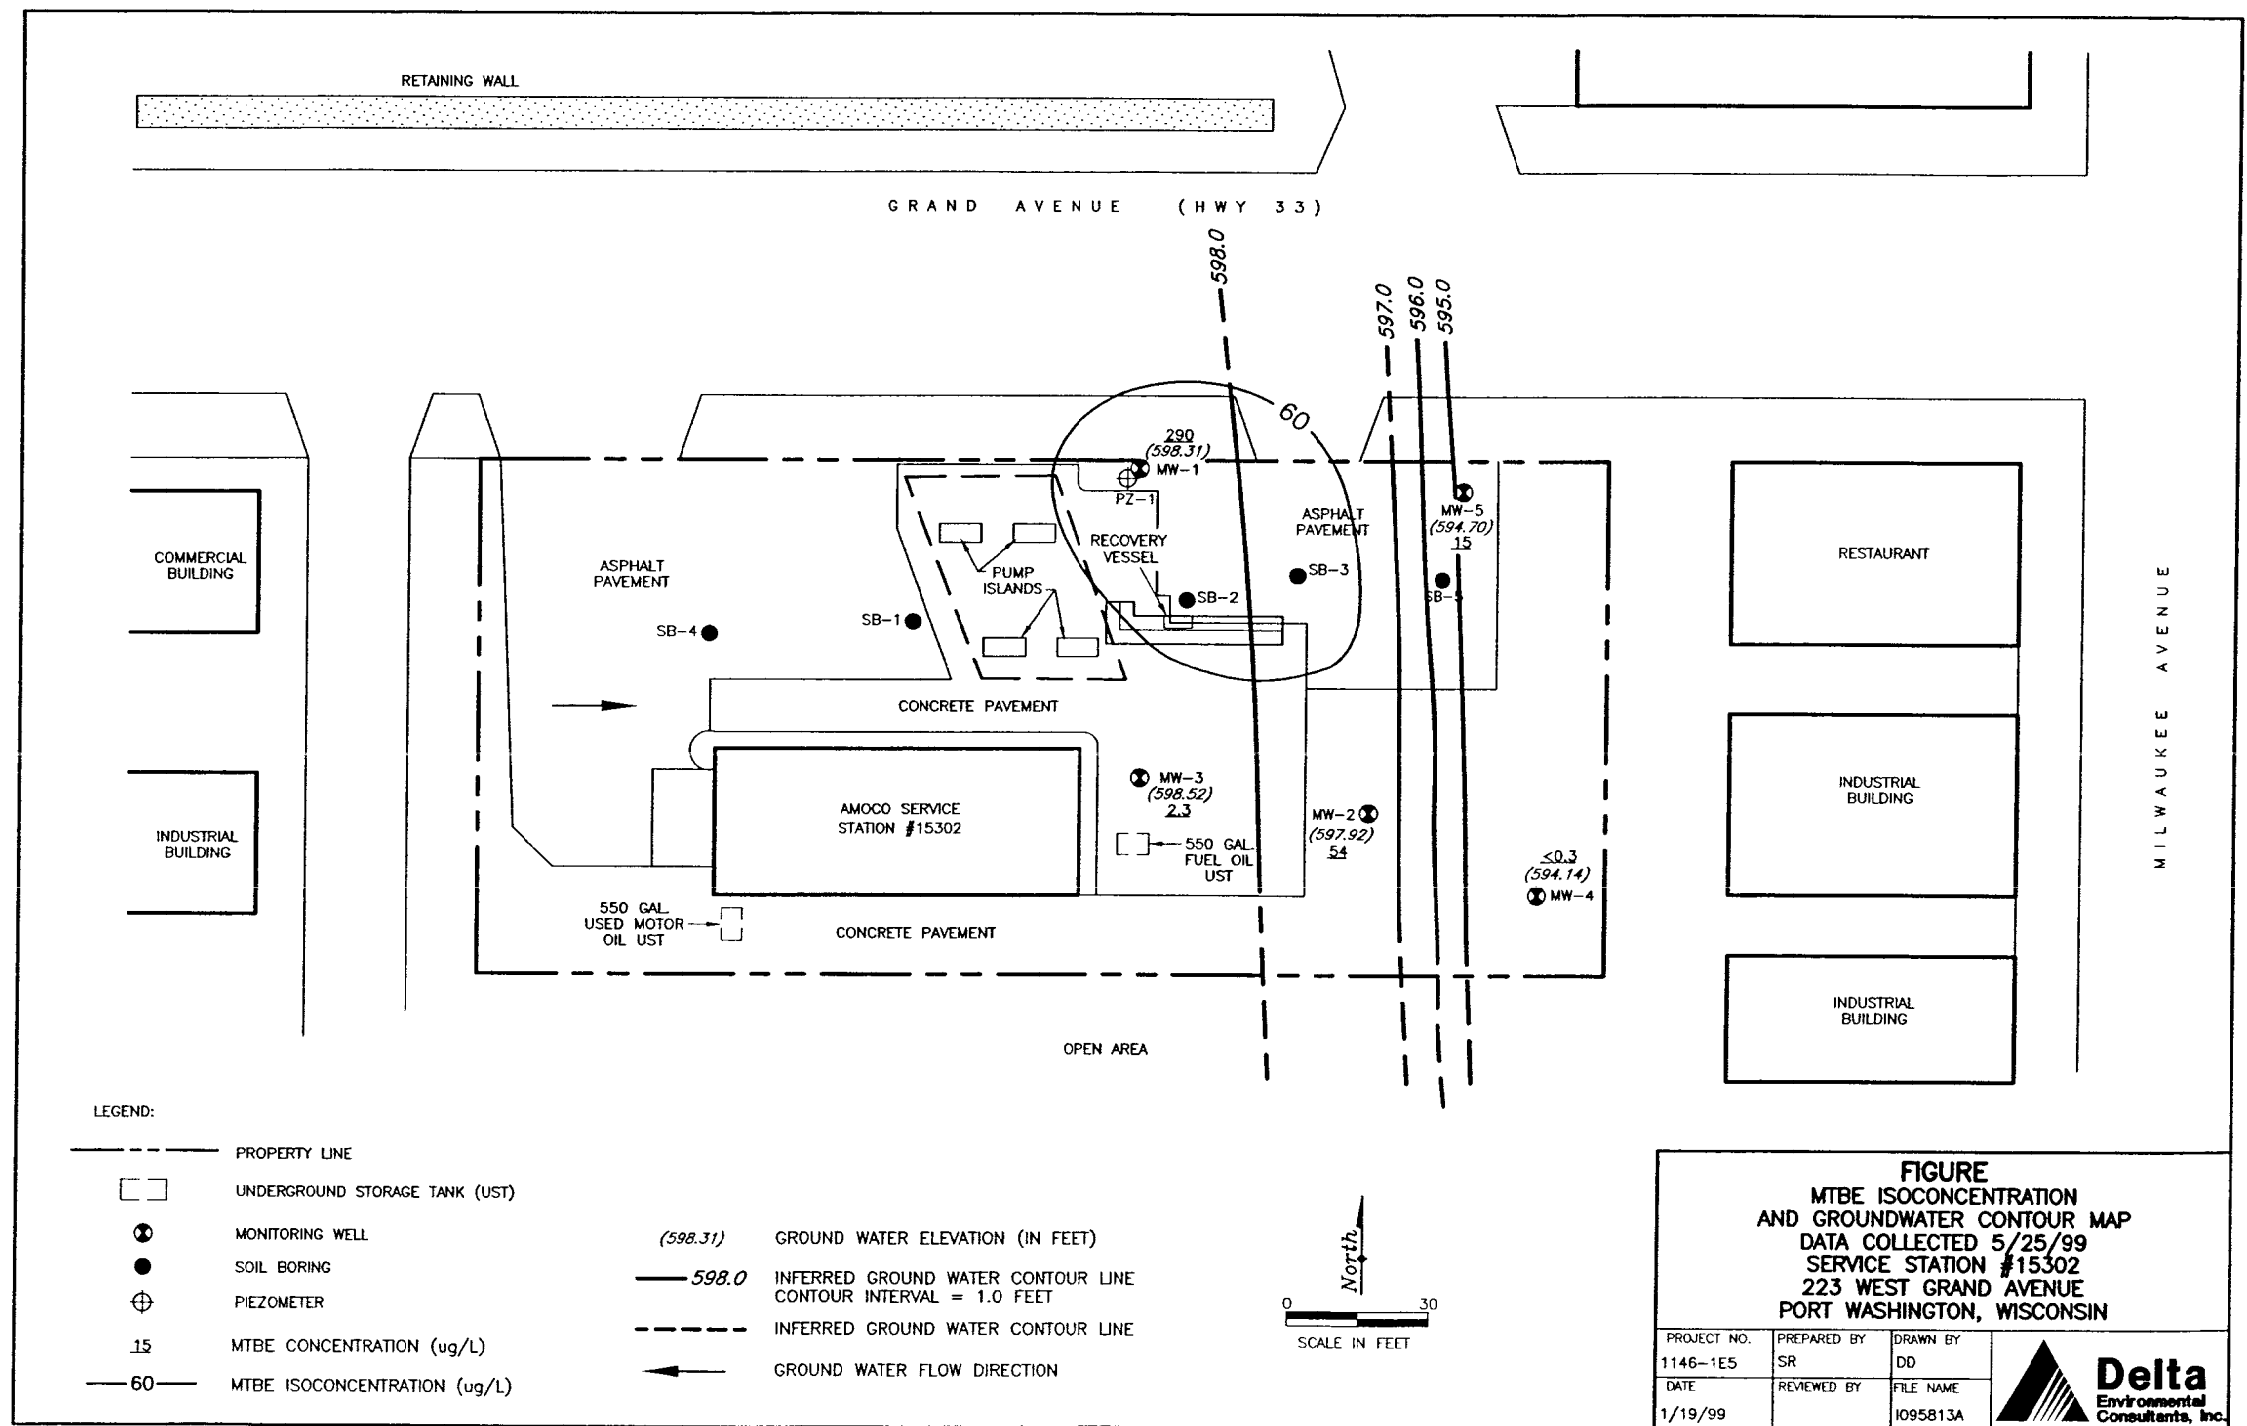 RETAINING WALL
GRAND AVENUE (HWY 33)
598.0
597.0
596.0
595.0
60
290
(598.31)
MW-1
PZ-1
ASPHALT
PAVEMENT
MW-5
(594.70)
15
RECOVERY
VESSEL
COMMERCIAL
BUILDING
ASPHALT
PAVEMENT
PUMP
ISLANDS
SB-3
SB-5
SB-2
SB-1
SB-4
RESTAURANT
MILWAUKEE AVENUE
CONCRETE PAVEMENT
MW-3
(598.52)
2.3
AMOCO SERVICE
STATION #15302
MW-2
(597.92)
54
INDUSTRIAL
BUILDING
INDUSTRIAL
BUILDING
550 GAL.
FUEL OIL
UST
<0.3
(594.14)
MW-4
550 GAL.
USED MOTOR
OIL UST
CONCRETE PAVEMENT
INDUSTRIAL
BUILDING
OPEN AREA
LEGEND:
PROPERTY LINE
UNDERGROUND STORAGE TANK (UST)
MONITORING WELL
SOIL BORING
PIEZOMETER
15 MTBE CONCENTRATION (ug/L)
60 MTBE ISOCONCENTRATION (ug/L)
(598.31) GROUND WATER ELEVATION (IN FEET)
598.0 INFERRED GROUND WATER CONTOUR LINE
CONTOUR INTERVAL = 1.0 FEET
INFERRED GROUND WATER CONTOUR LINE
GROUND WATER FLOW DIRECTION
North
0 30
SCALE IN FEET
FIGURE
MTBE ISOCONCENTRATION
AND GROUNDWATER CONTOUR MAP
DATA COLLECTED 5/25/99
SERVICE STATION #15302
223 WEST GRAND AVENUE
PORT WASHINGTON, WISCONSIN
PROJECT NO. PREPARED BY DRAWN BY
1146-1E5 SR DD
DATE REVIEWED BY FILE NAME
1/19/99 I095813A
Delta
Environmental
Consultants, Inc.